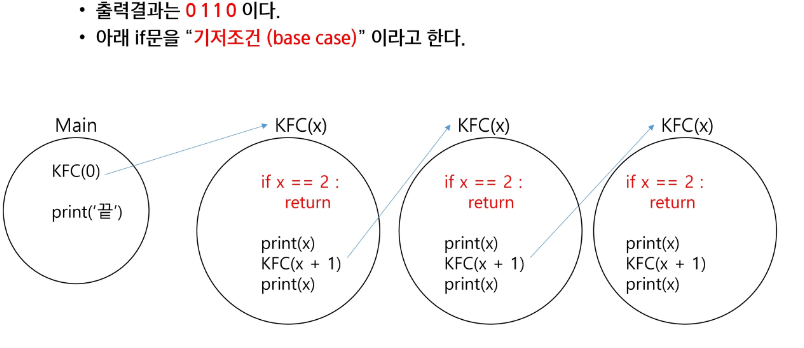 • 출력결과는 0 1 1 0 이다.
• 아래 if문을 “기저조건 (base case)” 이라고 한다.
Main
KFC(0)
print(‘끝’)
KFC(x)
if x == 2 :
return
print(x)
KFC(x + 1)
print(x)
KFC(x)
if x == 2 :
return
print(x)
KFC(x + 1)
print(x)
KFC(x)
if x == 2 :
return
print(x)
KFC(x + 1)
print(x)